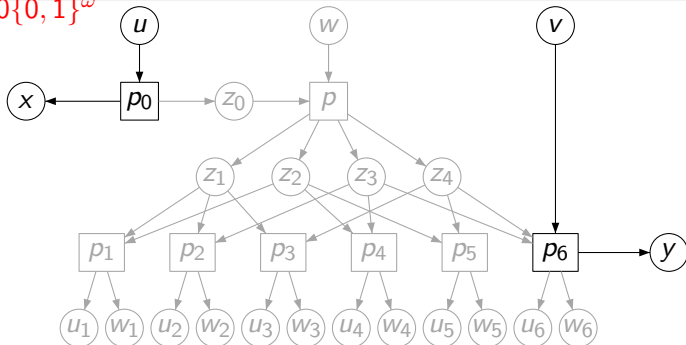 0{0, 1}^ω
u w v
x p₀ z₀ p
z₁ z₂ z₃ z₄
p₁ p₂ p₃ p₄ p₅ p₆ y
u₁ w₁ u₂ w₂ u₃ w₃ u₄ w₄ u₅ w₅ u₆ w₆